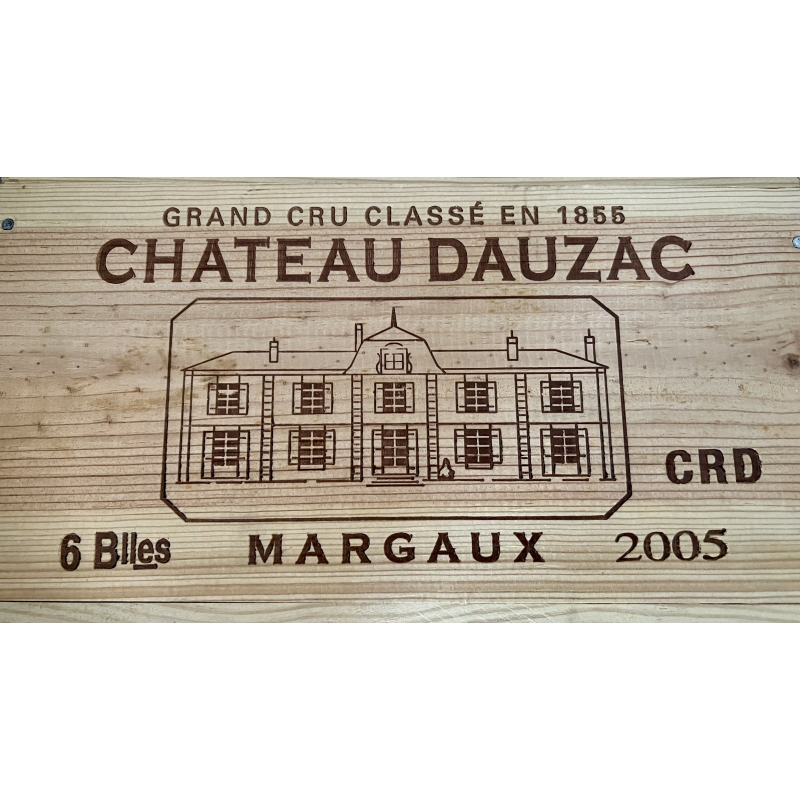 GRAND CRU CLASSÉ EN 1855
CHATEAU DAUZAC
CRD
6 Blles MARGAUX 2005